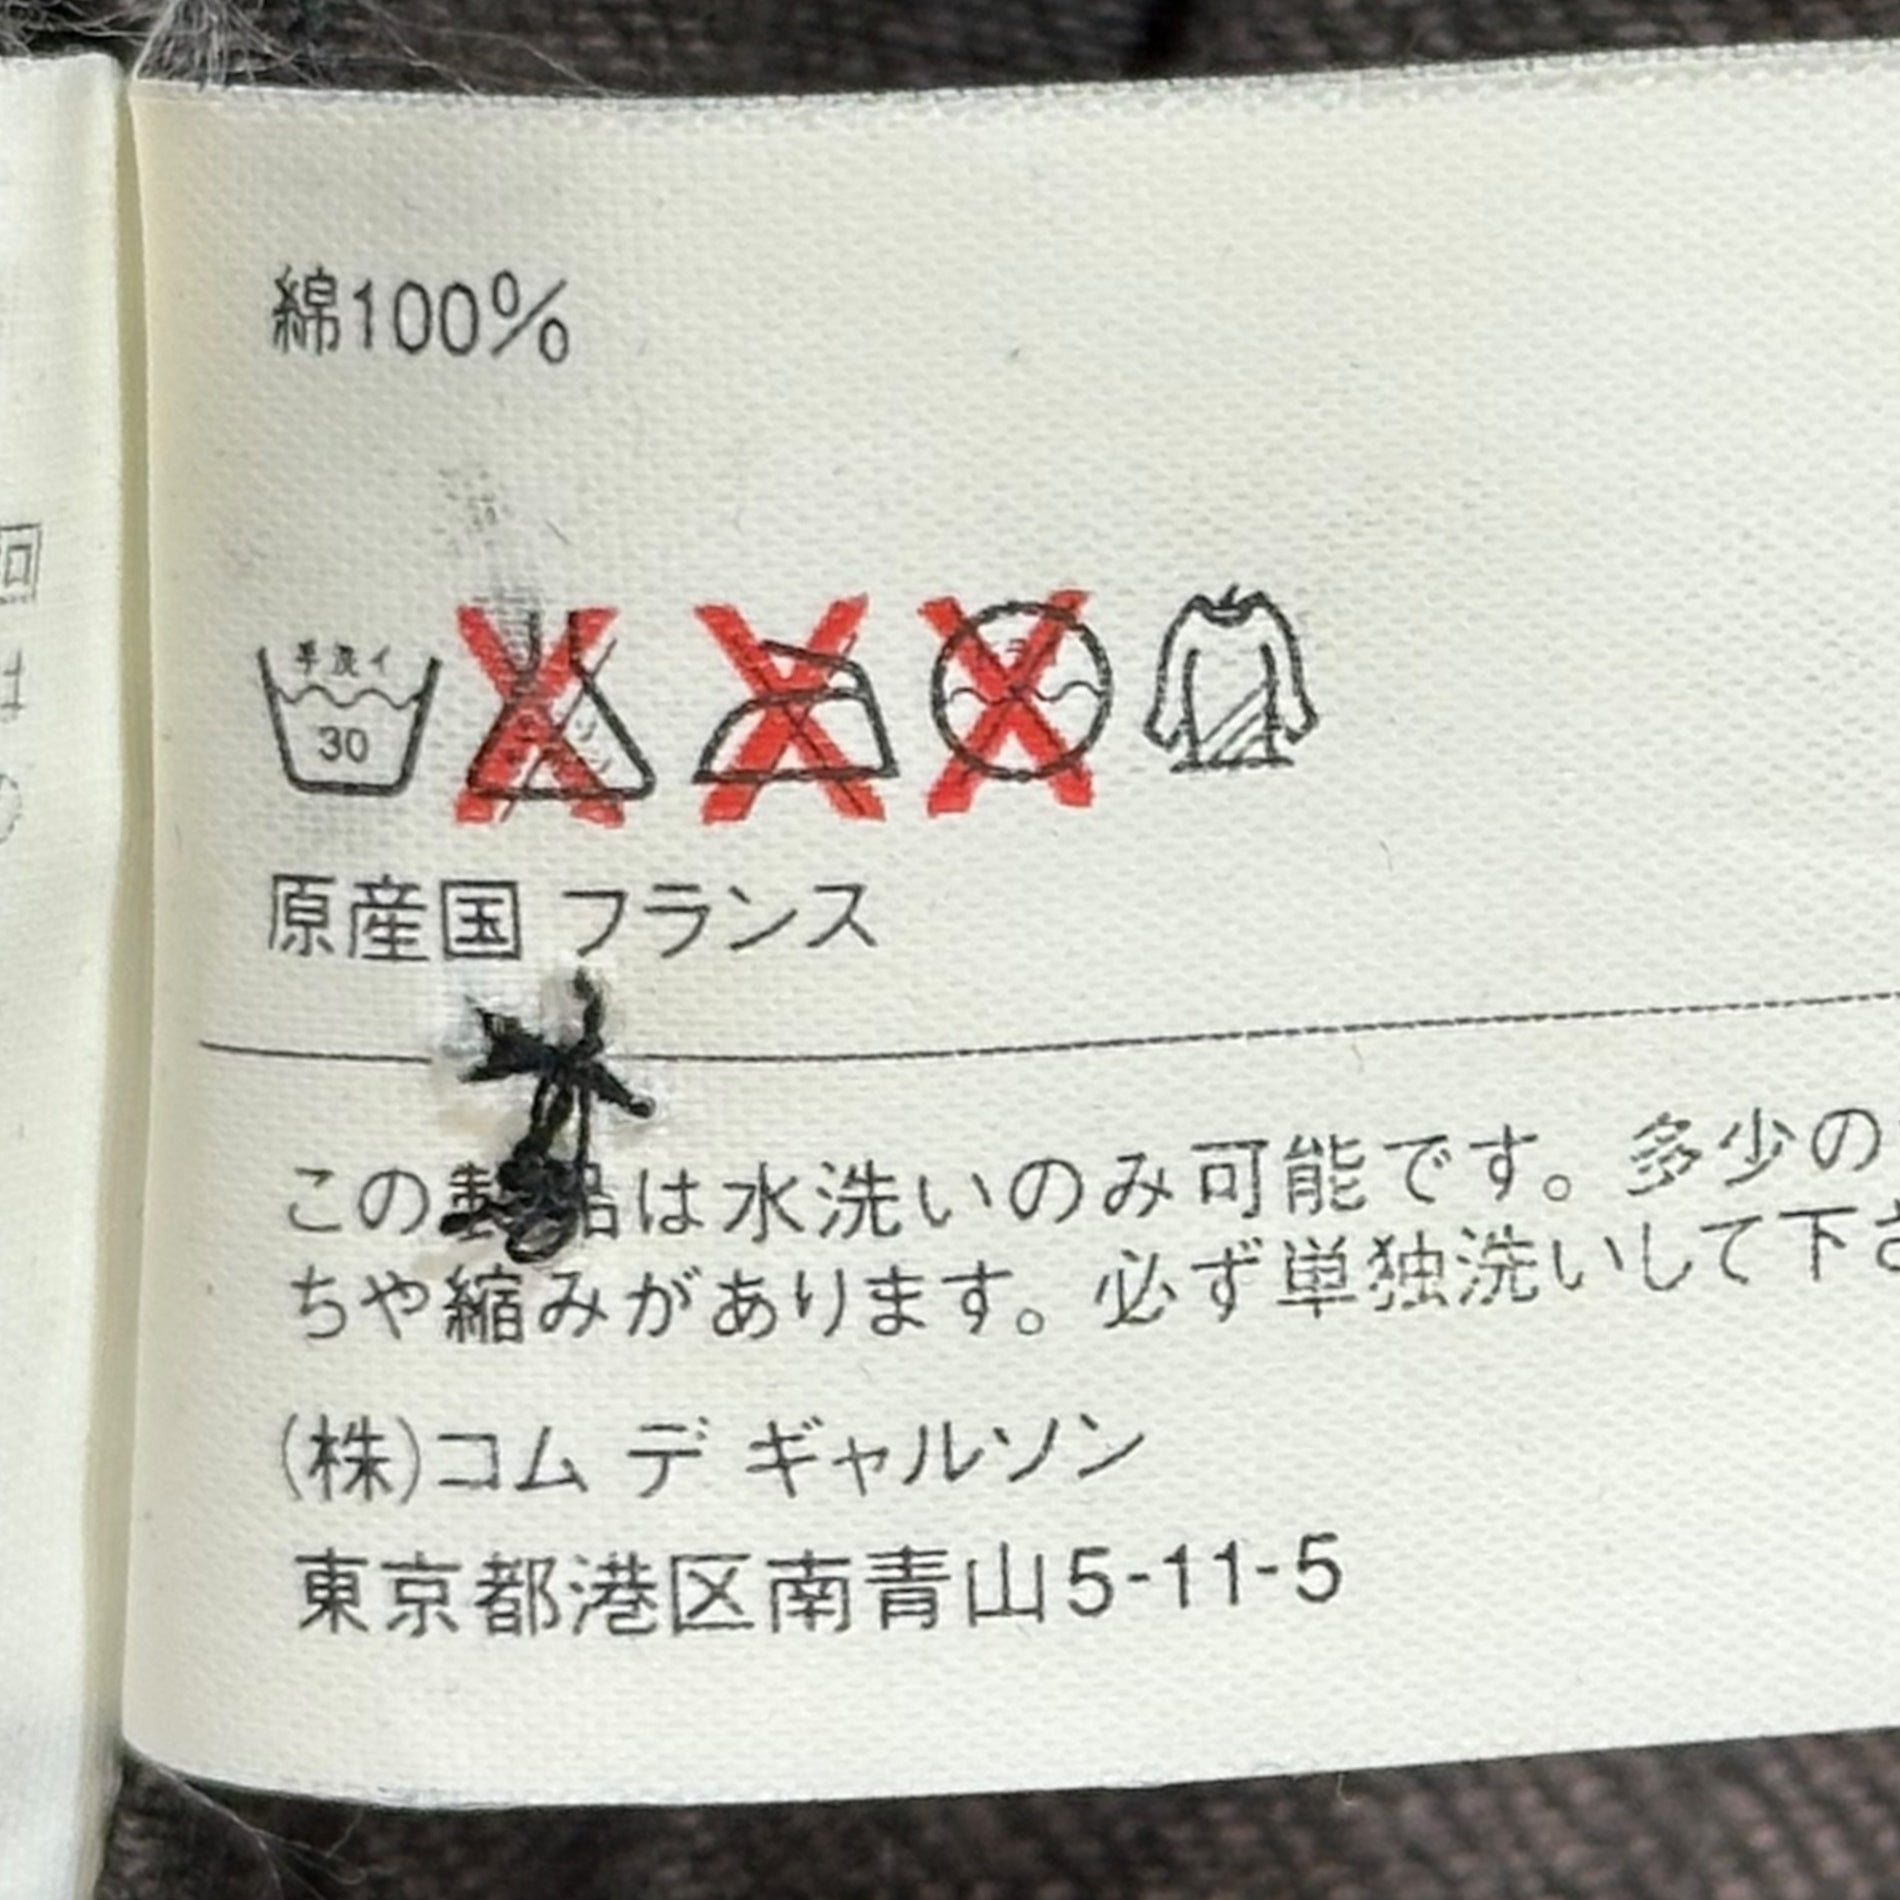 綿100%
手洗イ
30
原産国 フランス
この製品は水洗いのみ可能です。多少の
ちや縮みがあります。必ず単独洗いして下さ
(株)コム デ ギャルソン
東京都港区南青山5-11-5